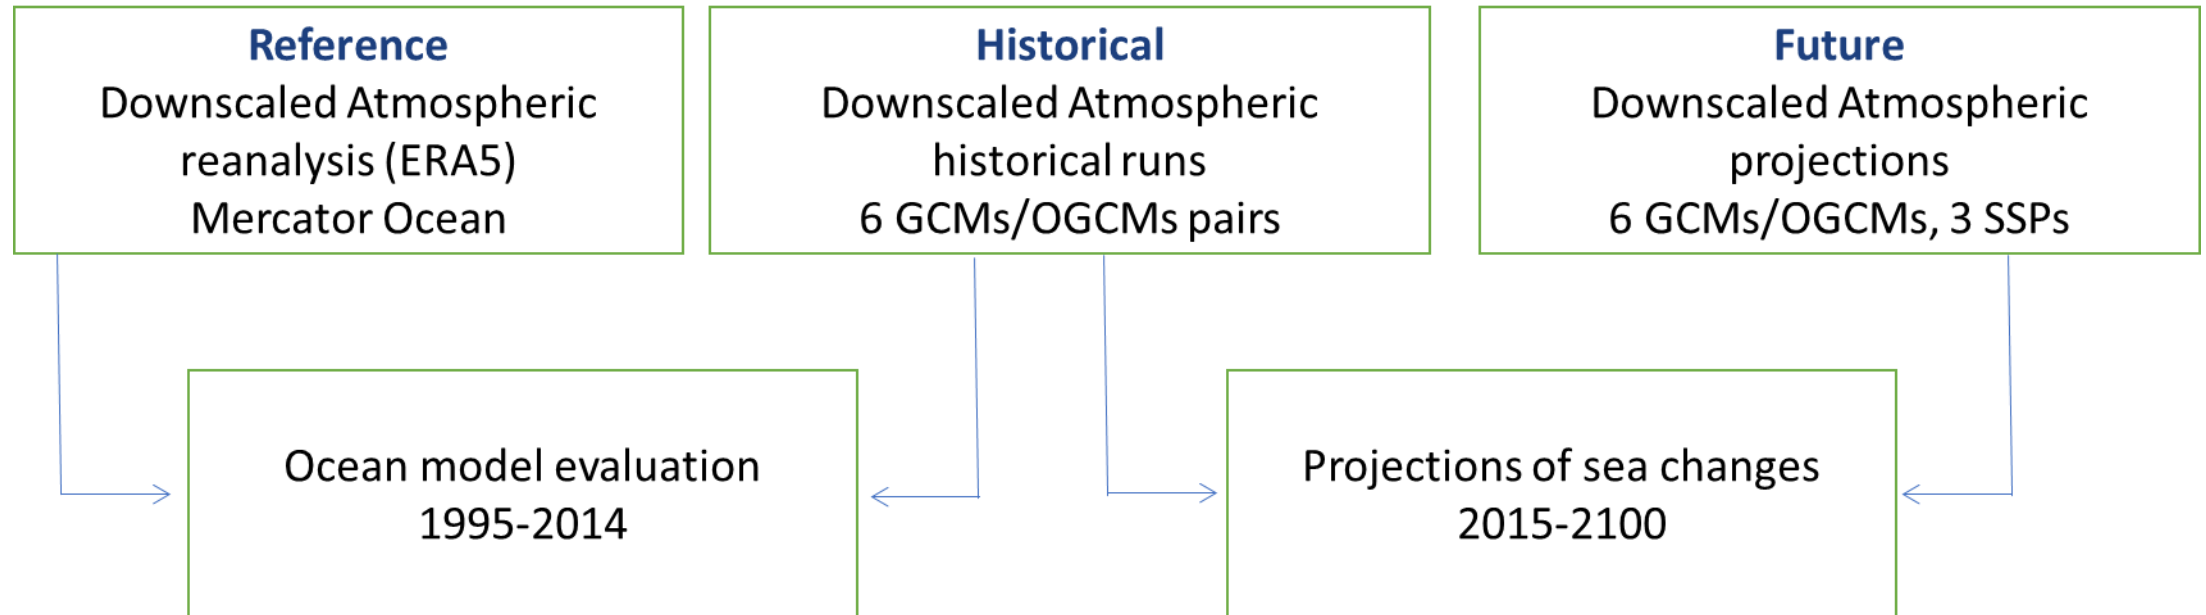 Reference
Downscaled Atmospheric
reanalysis (ERA5)
Mercator Ocean
Historical
Downscaled Atmospheric
historical runs
6 GCMs/OGCMs pairs
Future
Downscaled Atmospheric
projections
6 GCMs/OGCMs, 3 SSPs
Ocean model evaluation
1995-2014
Projections of sea changes
2015-2100